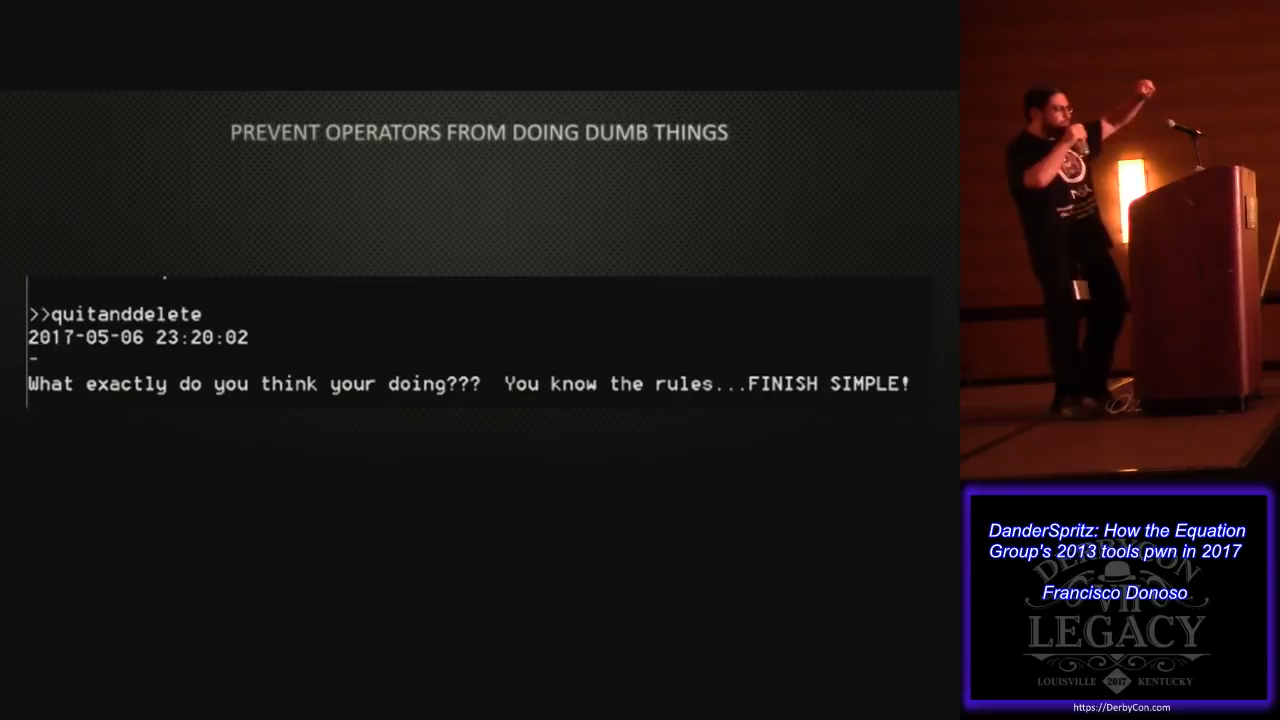 PREVENT OPERATORS FROM DOING DUMB THINGS
>>quitanddelete
2017-05-06 23:20:02
-
What exactly do you think your doing??? You know the rules...FINISH SIMPLE!
DanderSpritz: How the Equation
Group's 2013 tools pwn in 2017
Francisco Donoso
DERBYCON
VII
LEGACY
LOUISVILLE 2017 KENTUCKY
https://DerbyCon.com